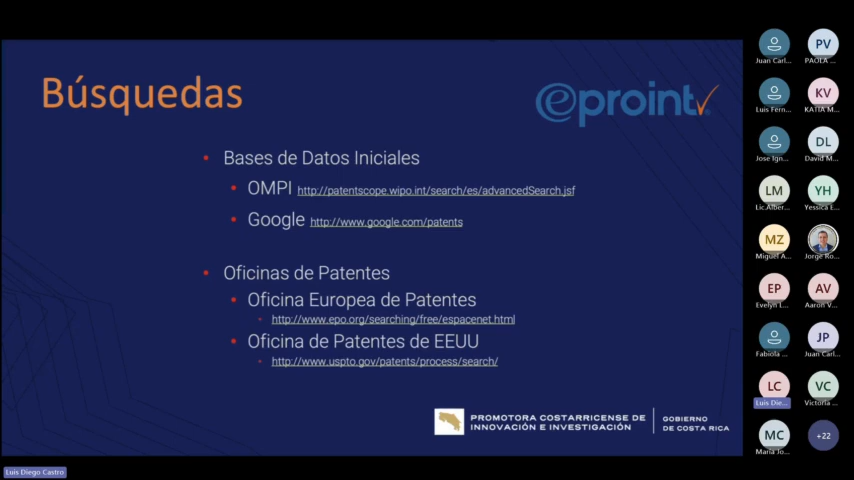 Búsquedas
eproint
Bases de Datos Iniciales
OMPI http://patentscope.wipo.int/search/es/advancedSearch.jsf
Google http://www.google.com/patents
Oficinas de Patentes
Oficina Europea de Patentes
http://www.epo.org/searching/free/espacenet.html
Oficina de Patentes de EEUU
http://www.uspto.gov/patents/process/search/
PROMOTORA COSTARRICENSE DE
INNOVACIÓN E INVESTIGACIÓN
GOBIERNO
DE COSTA RICA
Luis Diego Castro
Juan Carl...
PV
PAOLA ...
Luis Fern...
KV
KATIA M...
Jose Ign...
DL
David M...
LM
Lic.Alber...
YH
Yessica E...
MZ
Miguel A...
Jorge Ro...
EP
Evelyn L...
AV
Aaron V...
Fabiola ...
JP
Juan Carl...
LC
Luis Die...
VC
Victoria ...
MC
Maria Jo...
+22